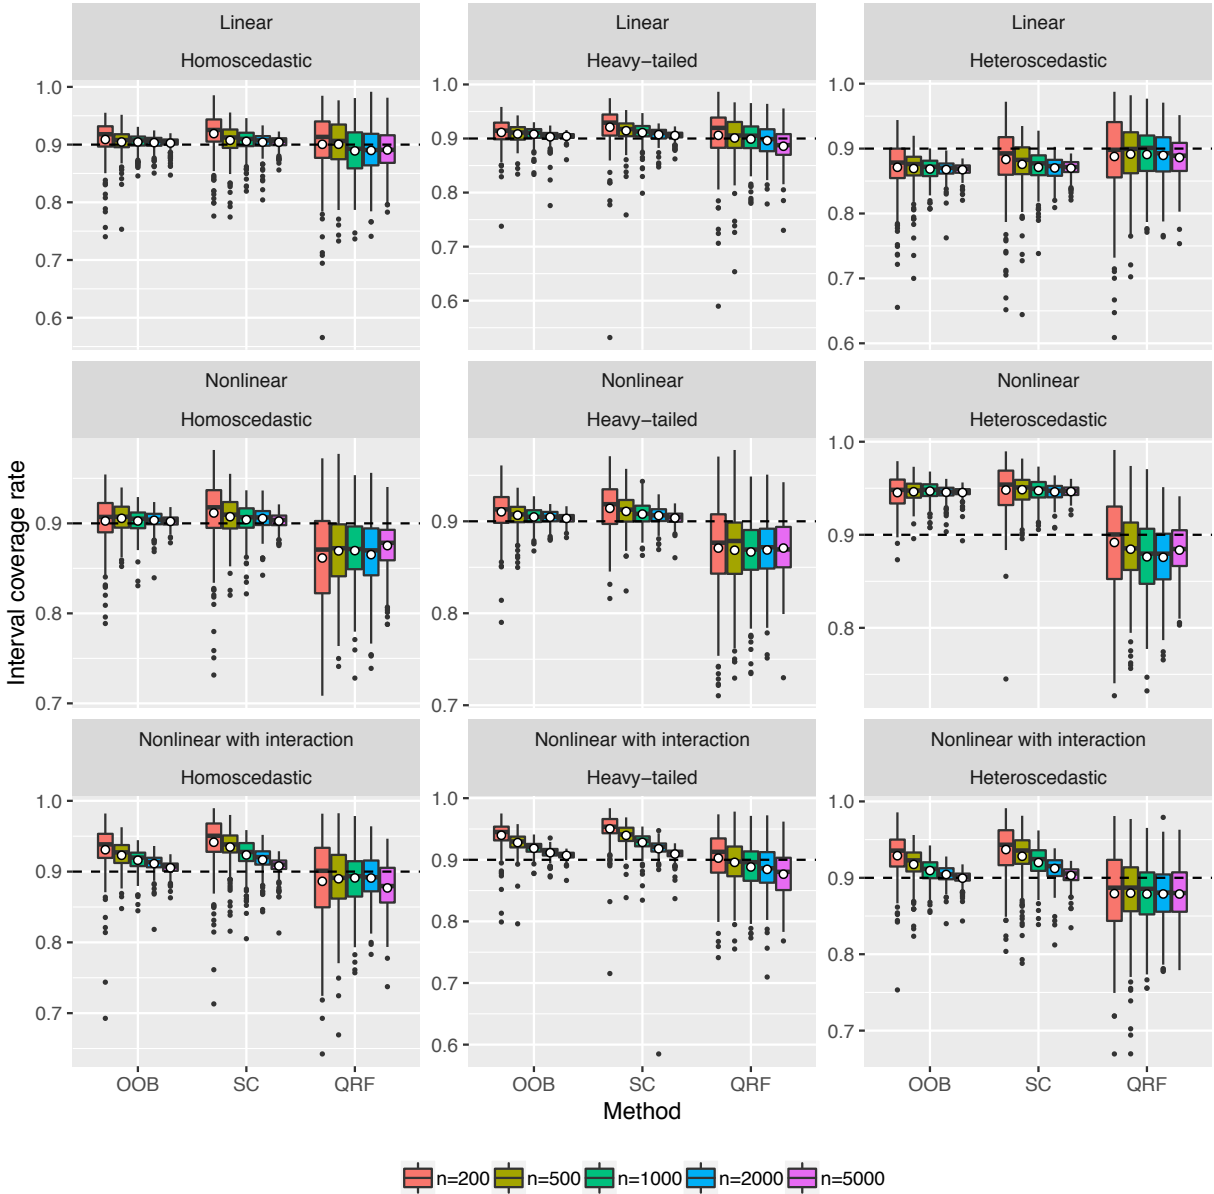 Linear
Homoscedastic
Linear
Heavy-tailed
Linear
Heteroscedastic
1.0
0.9
0.8
0.7
0.6
1.0
0.9
0.8
0.7
0.6
1.0
0.9
0.8
0.7
0.6
Nonlinear
Homoscedastic
Nonlinear
Heavy-tailed
Nonlinear
Heteroscedastic
Interval coverage rate
0.9
0.8
0.7
0.9
0.8
0.7
1.0
0.9
0.8
Nonlinear with interaction
Homoscedastic
Nonlinear with interaction
Heavy-tailed
Nonlinear with interaction
Heteroscedastic
1.0
0.9
0.8
0.7
1.0
0.9
0.8
0.7
0.6
1.0
0.9
0.8
0.7
OOB SC QRF
OOB SC QRF
OOB SC QRF
Method
n=200 n=500 n=1000 n=2000 n=5000